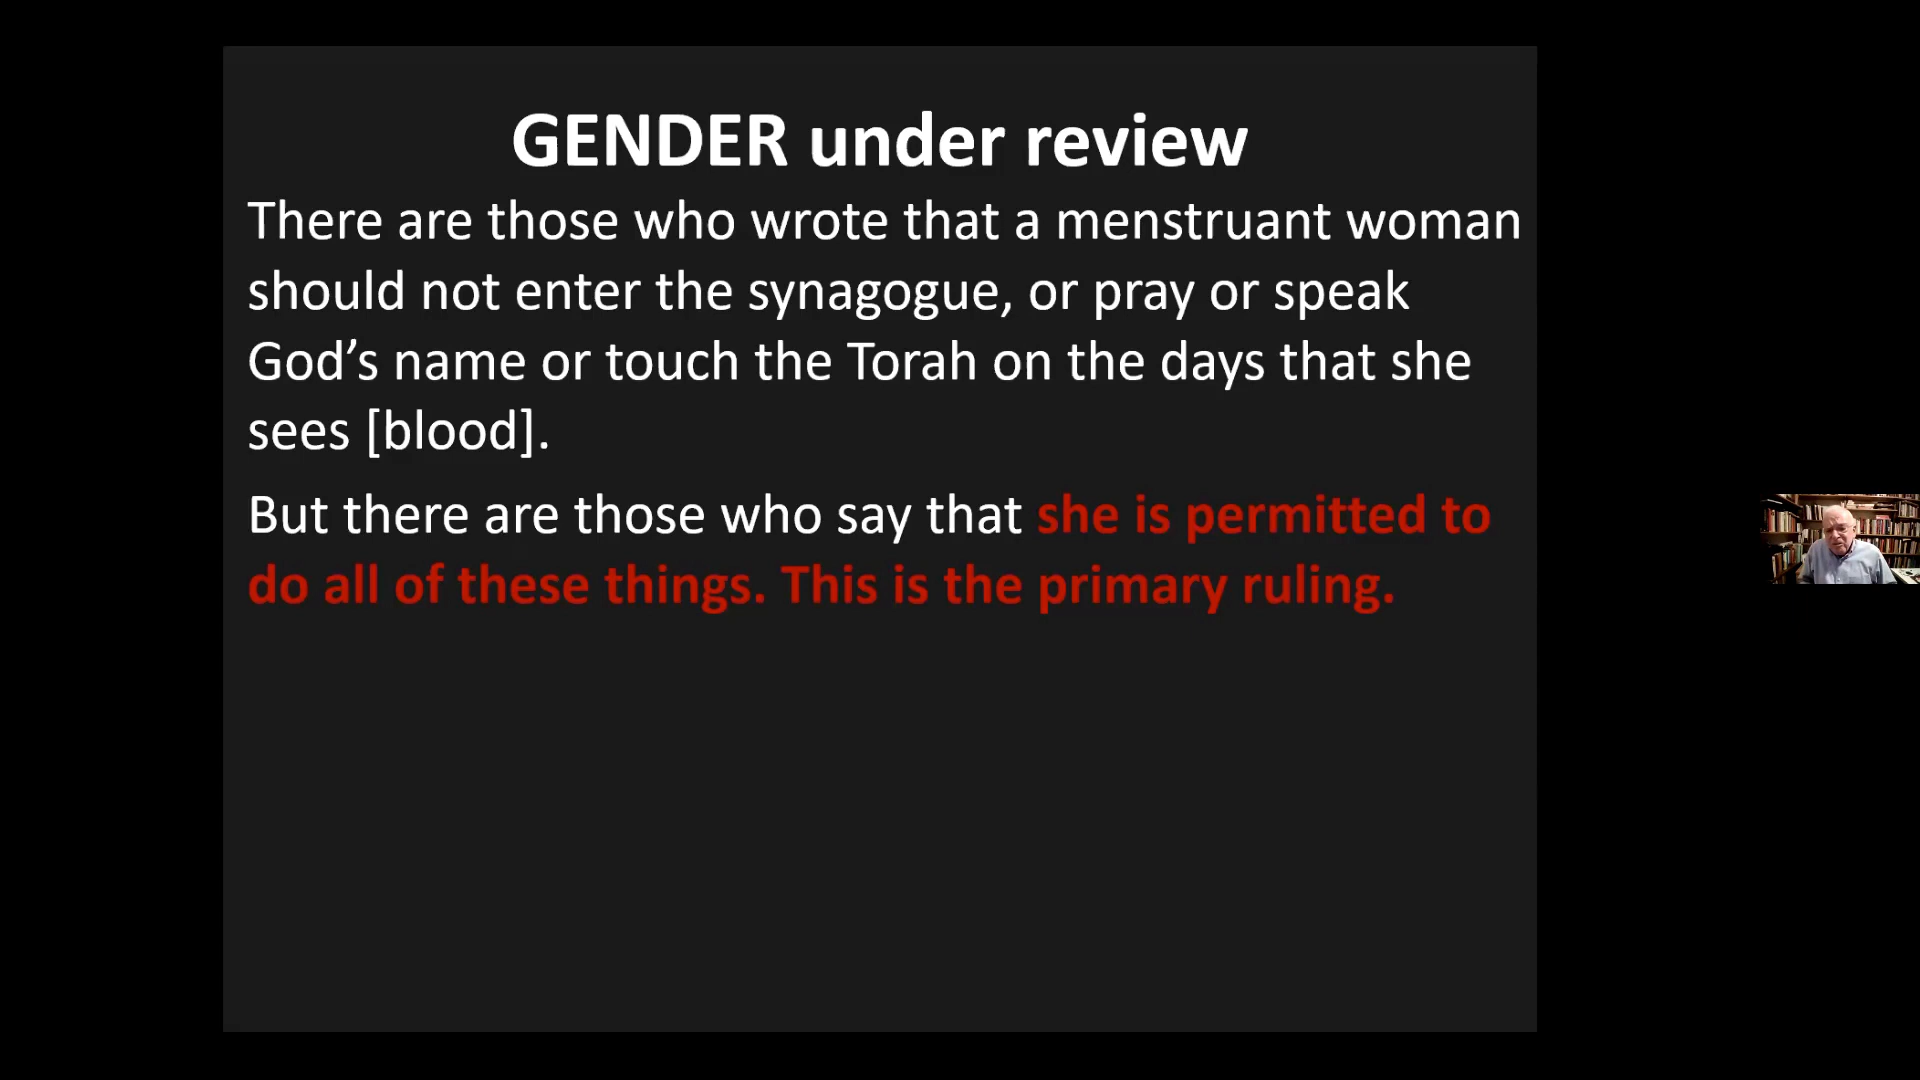 GENDER under review
There are those who wrote that a menstruant woman
should not enter the synagogue, or pray or speak
God’s name or touch the Torah on the days that she
sees [blood].
But there are those who say that she is permitted to
do all of these things. This is the primary ruling.